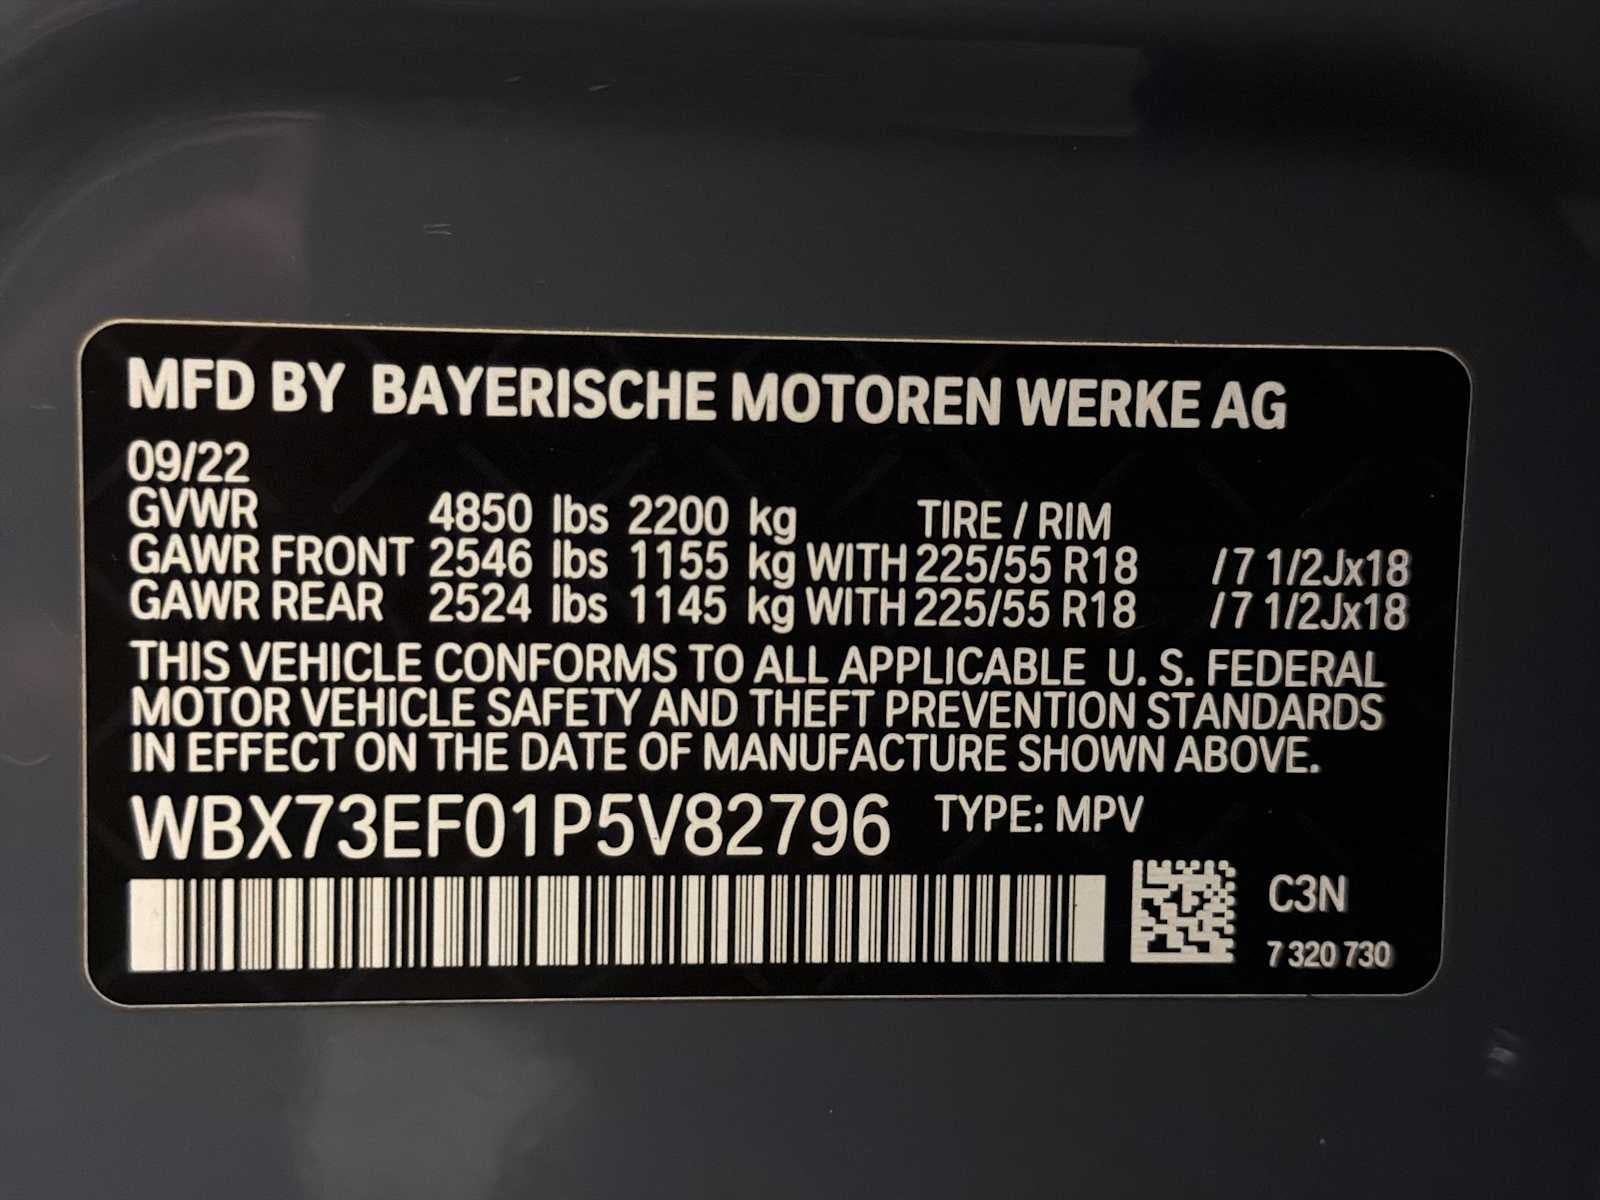 MFD BY BAYERISCHE MOTOREN WERKE AG
09/22
GVWR 4850 lbs 2200 kg TIRE / RIM
GAWR FRONT 2546 lbs 1155 kg WITH 225/55 R18 /7 1/2Jx18
GAWR REAR 2524 lbs 1145 kg WITH 225/55 R18 /7 1/2Jx18
THIS VEHICLE CONFORMS TO ALL APPLICABLE U. S. FEDERAL
MOTOR VEHICLE SAFETY AND THEFT PREVENTION STANDARDS
IN EFFECT ON THE DATE OF MANUFACTURE SHOWN ABOVE.
WBX73EF01P5V82796 TYPE: MPV
C3N
7 320 730